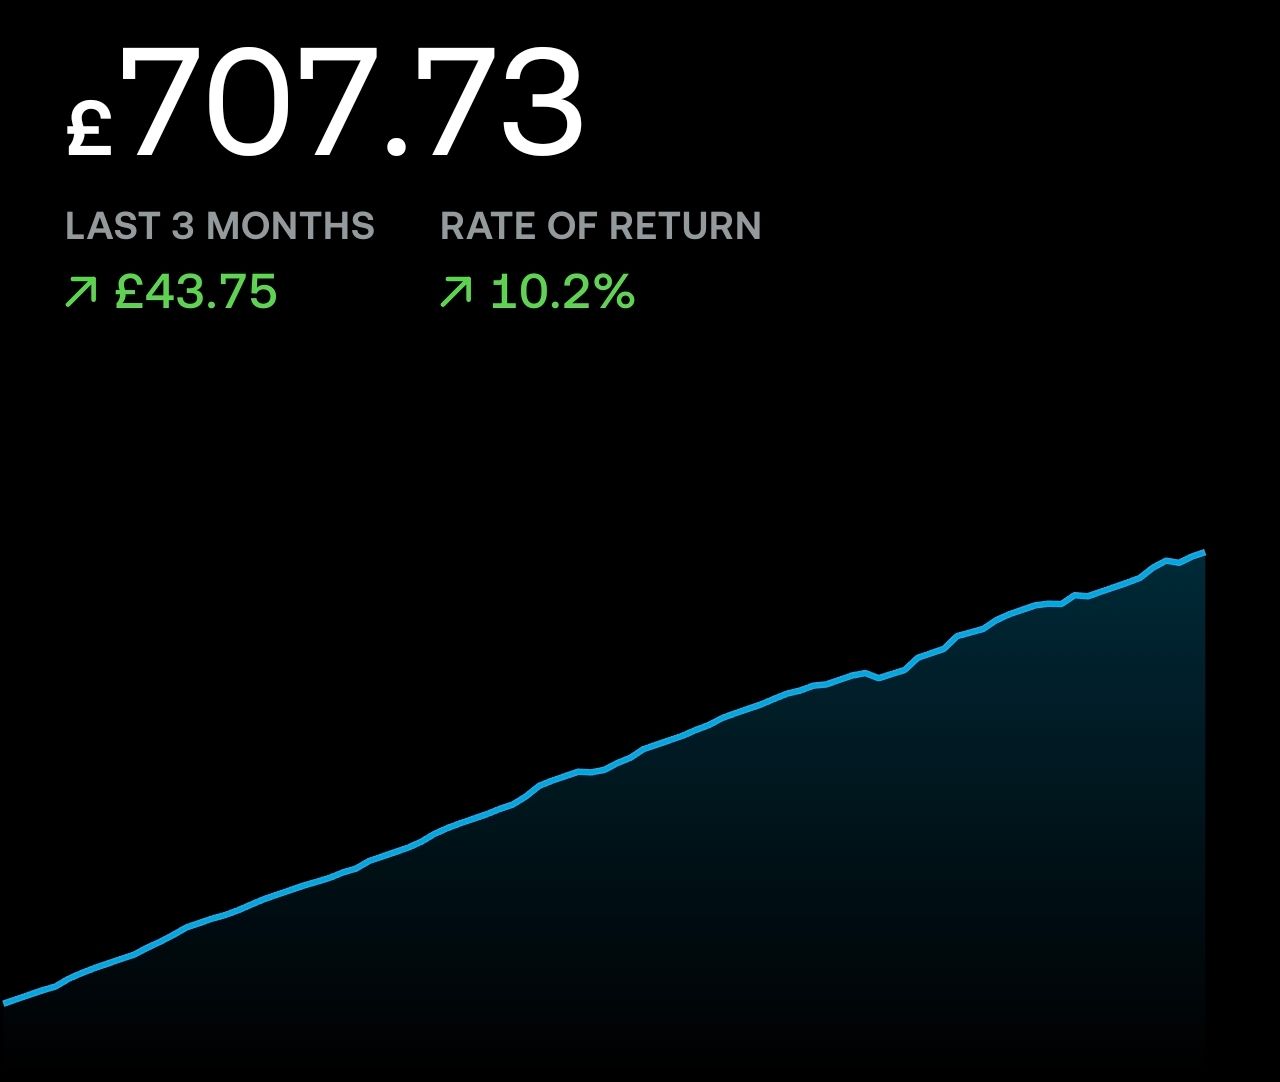 £707.73
LAST 3 MONTHS RATE OF RETURN
↗ £43.75 ↗ 10.2%